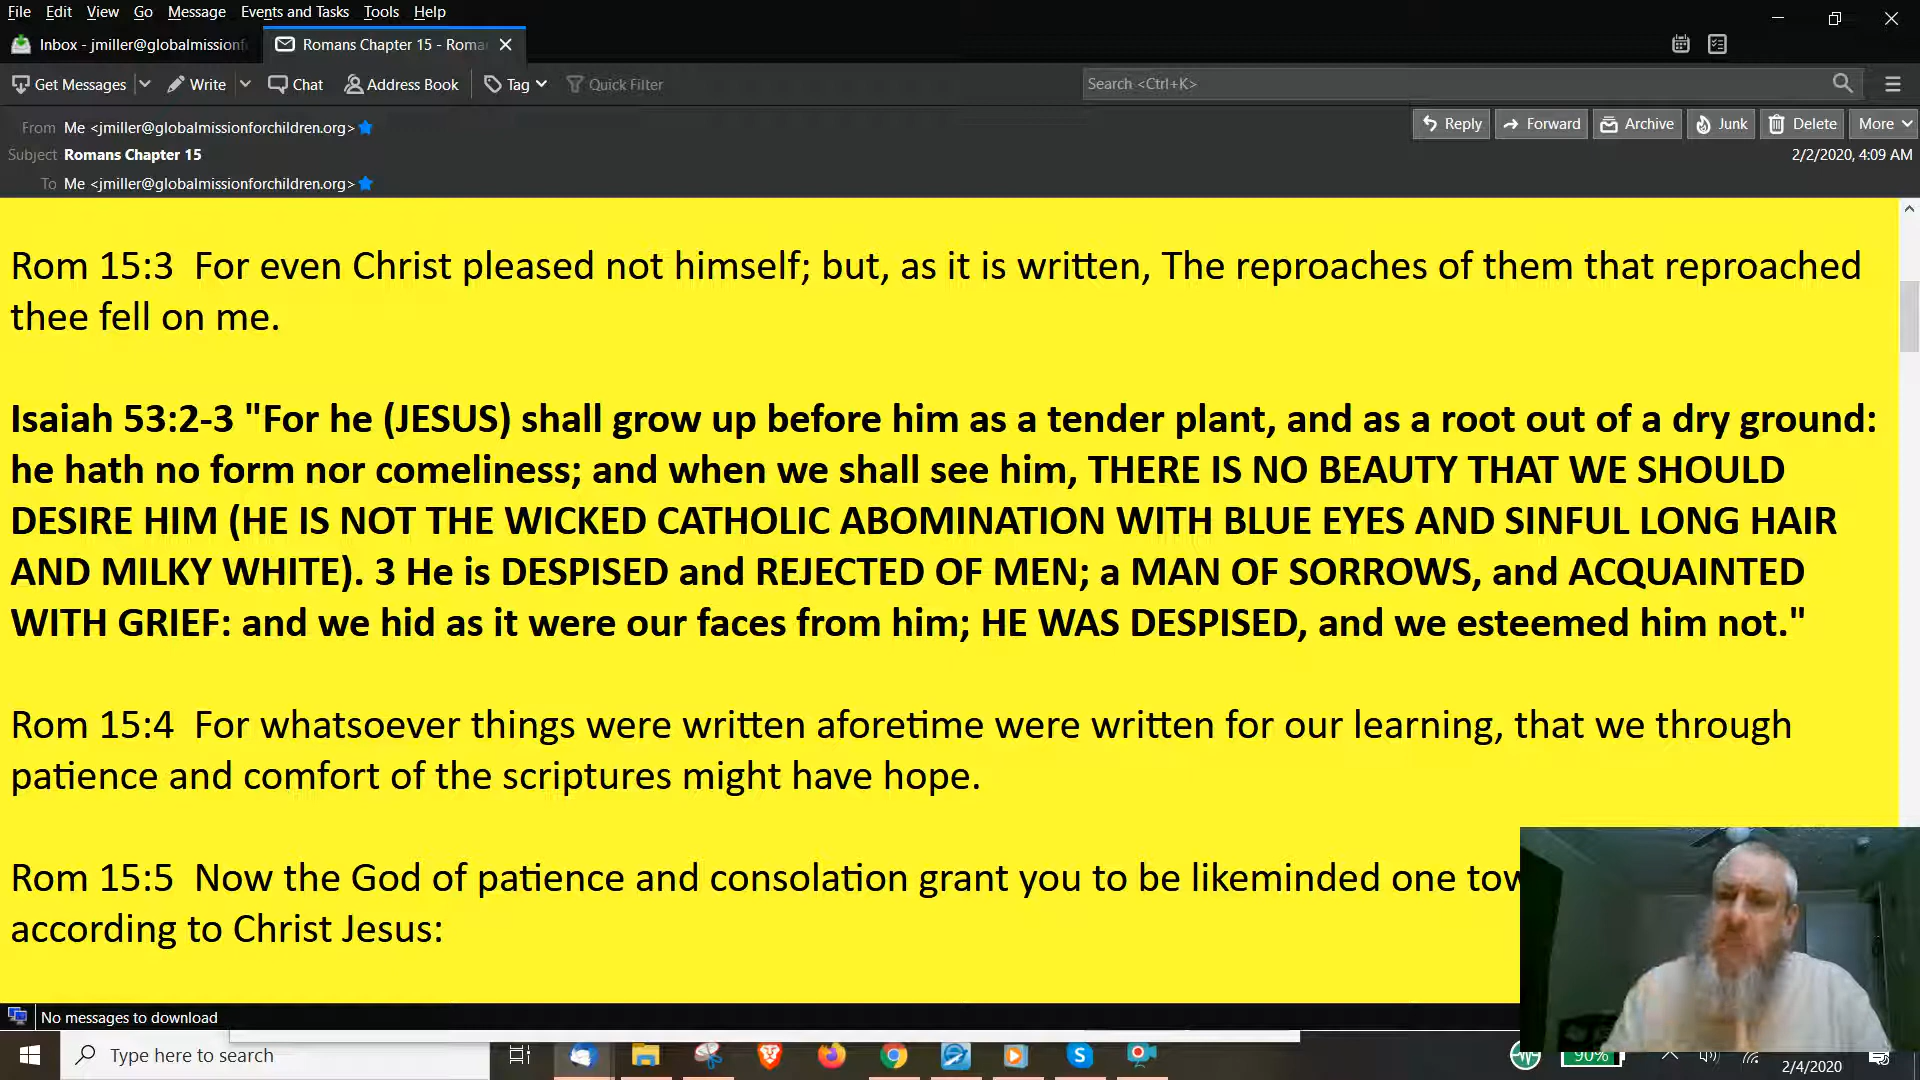 File Edit View Go Message Events and Tasks Tools Help
Inbox - jmiller@globalmissionf
Romans Chapter 15 - Roma
Get Messages Write Chat Address Book Tag Quick Filter Search <Ctrl+K>
From Me <jmiller@globalmissionforchildren.org>
Reply Forward Archive Junk Delete More
Subject Romans Chapter 15
2/2/2020, 4:09 AM
To Me <jmiller@globalmissionforchildren.org>
Rom 15:3  For even Christ pleased not himself; but, as it is written, The reproaches of them that reproached
thee fell on me.
Isaiah 53:2-3 "For he (JESUS) shall grow up before him as a tender plant, and as a root out of a dry ground:
he hath no form nor comeliness; and when we shall see him, THERE IS NO BEAUTY THAT WE SHOULD
DESIRE HIM (HE IS NOT THE WICKED CATHOLIC ABOMINATION WITH BLUE EYES AND SINFUL LONG HAIR
AND MILKY WHITE). 3 He is DESPISED and REJECTED OF MEN; a MAN OF SORROWS, and ACQUAINTED
WITH GRIEF: and we hid as it were our faces from him; HE WAS DESPISED, and we esteemed him not."
Rom 15:4  For whatsoever things were written aforetime were written for our learning, that we through
patience and comfort of the scriptures might have hope.
Rom 15:5  Now the God of patience and consolation grant you to be likeminded one tow
according to Christ Jesus:
No messages to download
Type here to search
90%
2/4/2020